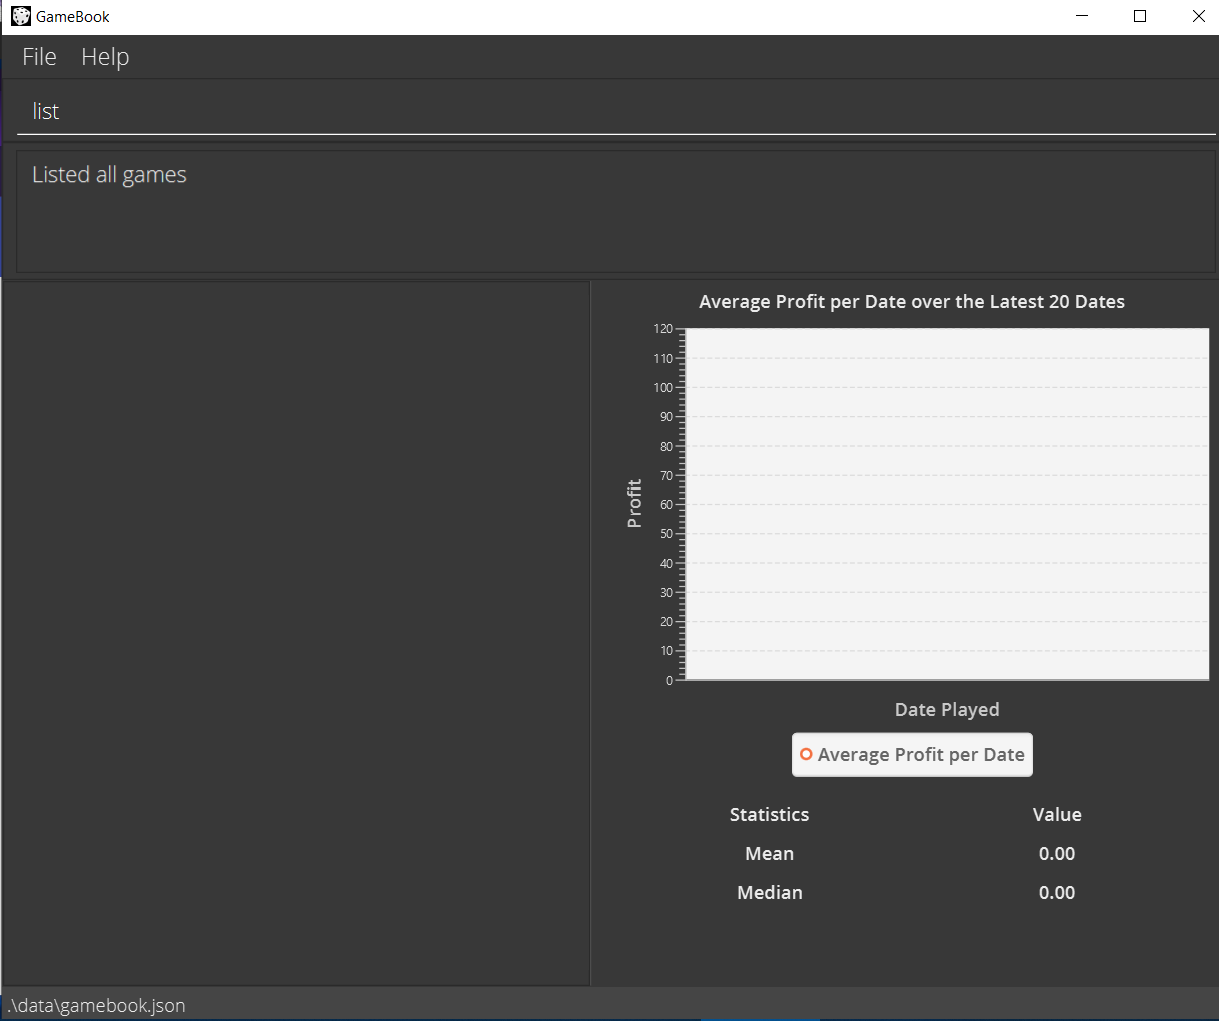 GameBook
File Help
list
Listed all games
Average Profit per Date over the Latest 20 Dates
120
110
100
90
80
70
60
50
40
30
20
10
0
Profit
Date Played
Average Profit per Date
Statistics Value
Mean 0.00
Median 0.00
.\data\gamebook.json